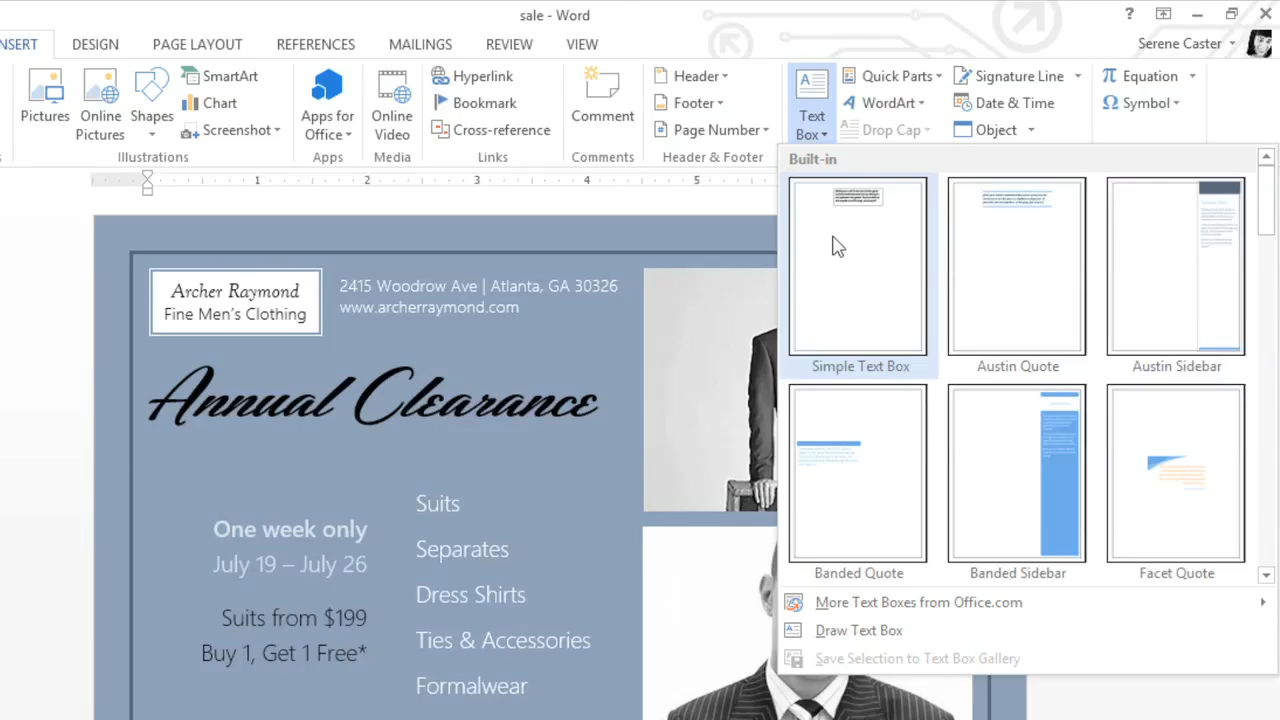 sale - Word
?
INSERT DESIGN PAGE LAYOUT REFERENCES MAILINGS REVIEW VIEW
Serene Caster
Pictures
Online Pictures
Shapes
SmartArt
Chart
Screenshot
Illustrations
Apps for Office
Apps
Online Video
Media
Hyperlink
Bookmark
Cross-reference
Links
Comment
Comments
Header
Footer
Page Number
Header & Footer
Text Box
Quick Parts
WordArt
Drop Cap
Signature Line
Date & Time
Object
Equation
Symbol
1 2 3 4 5
Built-in
Simple Text Box Austin Quote Austin Sidebar
Banded Quote Banded Sidebar Facet Quote
More Text Boxes from Office.com
Draw Text Box
Save Selection to Text Box Gallery
Archer Raymond
Fine Men's Clothing
2415 Woodrow Ave | Atlanta, GA 30326
www.archerraymond.com
Annual Clearance
One week only
July 19 – July 26
Suits from $199
Buy 1, Get 1 Free*
Suits
Separates
Dress Shirts
Ties & Accessories
Formalwear